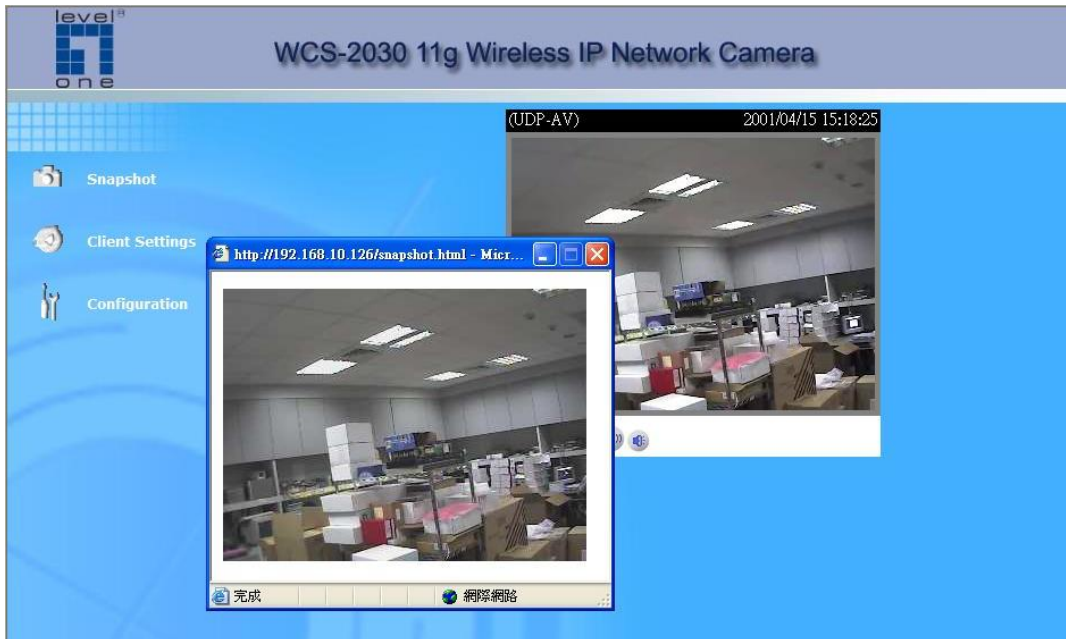 level®
one
WCS-2030 11g Wireless IP Network Camera
(UDP-AV) 2001/04/15 15:18:25
Snapshot
Client Settings
Configuration
http://192.168.10.126/snapshot.html - Micr...
完成
網際網路